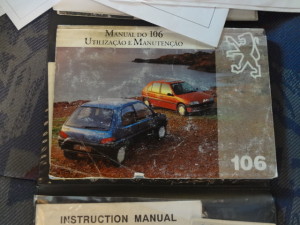 MANUAL DO 106
UTILIZAÇÃO E MANUTENÇÃO
106
INSTRUCTION MANUAL